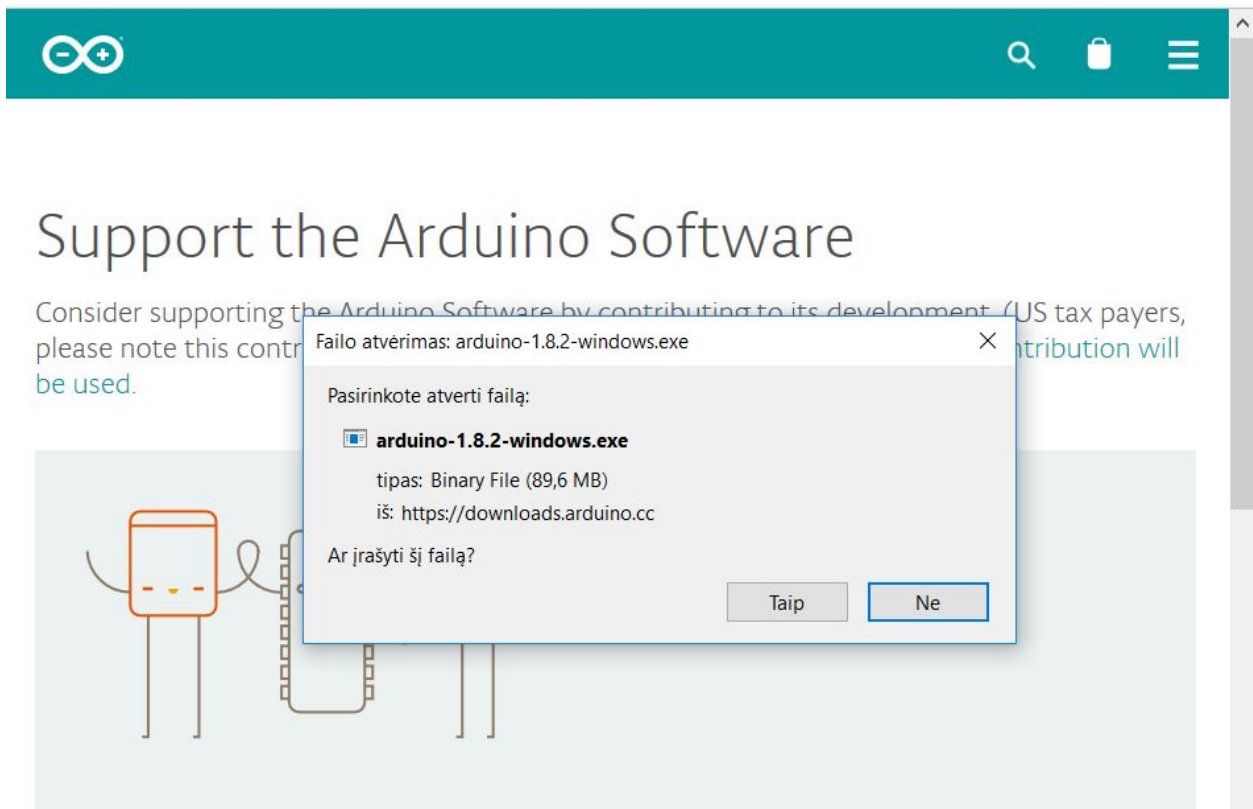 Support the Arduino Software
Consider supporting the Arduino Software by contributing to its development. (US tax payers,
please note this contr ntribution will
be used.
Failo atvėrimas: arduino-1.8.2-windows.exe
Pasirinkote atverti failą:
arduino-1.8.2-windows.exe
tipas: Binary File (89,6 MB)
iš: https://downloads.arduino.cc
Ar įrašyti šį failą?
Taip Ne